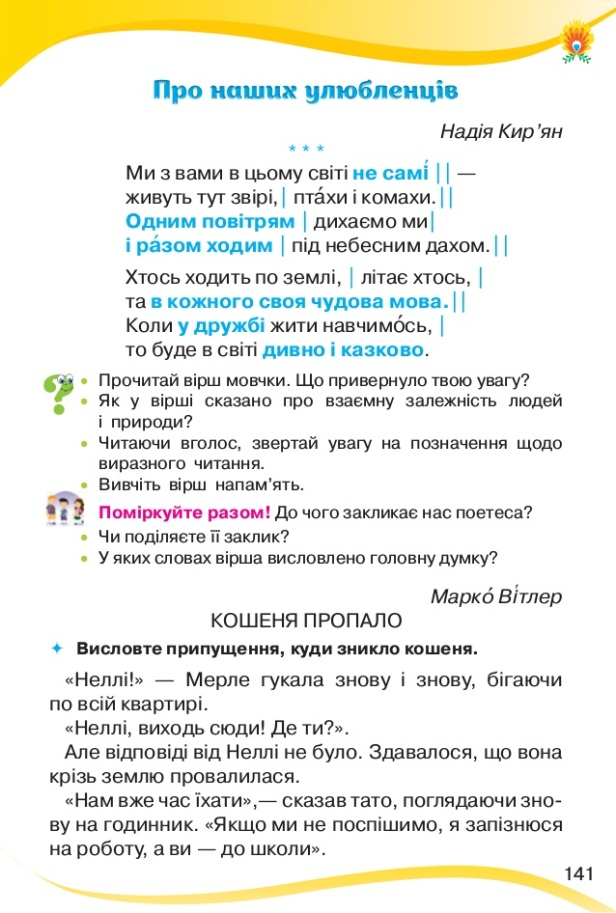 Про наших улюбленців
Надія Кир’ян
* * *
Ми з вами в цьому світі не самі́ || —
живуть тут звірі,| пта́хи і комахи.||
Одним повітрям | дихаємо ми|
і ра́зом ходим | під небесним дахом.||
Хтось ходить по землі, | літає хтось, |
та в кожного своя чудова мова.||
Коли у дружбі жити навчимо́сь, |
то буде в світі дивно і казково.
• Прочитай вірш мовчки. Що привернуло твою увагу?
• Як у вірші сказано про взаємну залежність людей
і природи?
• Читаючи вголос, звертай увагу на позначення щодо
виразного читання.
• Вивчіть вірш напам’ять.
Поміркуйте разом! До чого закликає нас поетеса?
• Чи поділяєте її заклик?
• У яких словах вірша висловлено головну думку?
Марко́ Ві́тлер
КОШЕНЯ ПРОПАЛО
Висловте припущення, куди зникло кошеня.
«Неллі!» — Мерле гукала знову і знову, бігаючи
по всій квартирі.
«Неллі, виходь сюди! Де ти?».
Але відповіді від Неллі не було. Здавалося, що вона
крізь землю провалилася.
«Нам вже час їхати»,— сказав тато, поглядаючи зно-
ву на годинник. «Якщо ми не поспішимо, я запізнюся
на роботу, а ви — до школи».
141